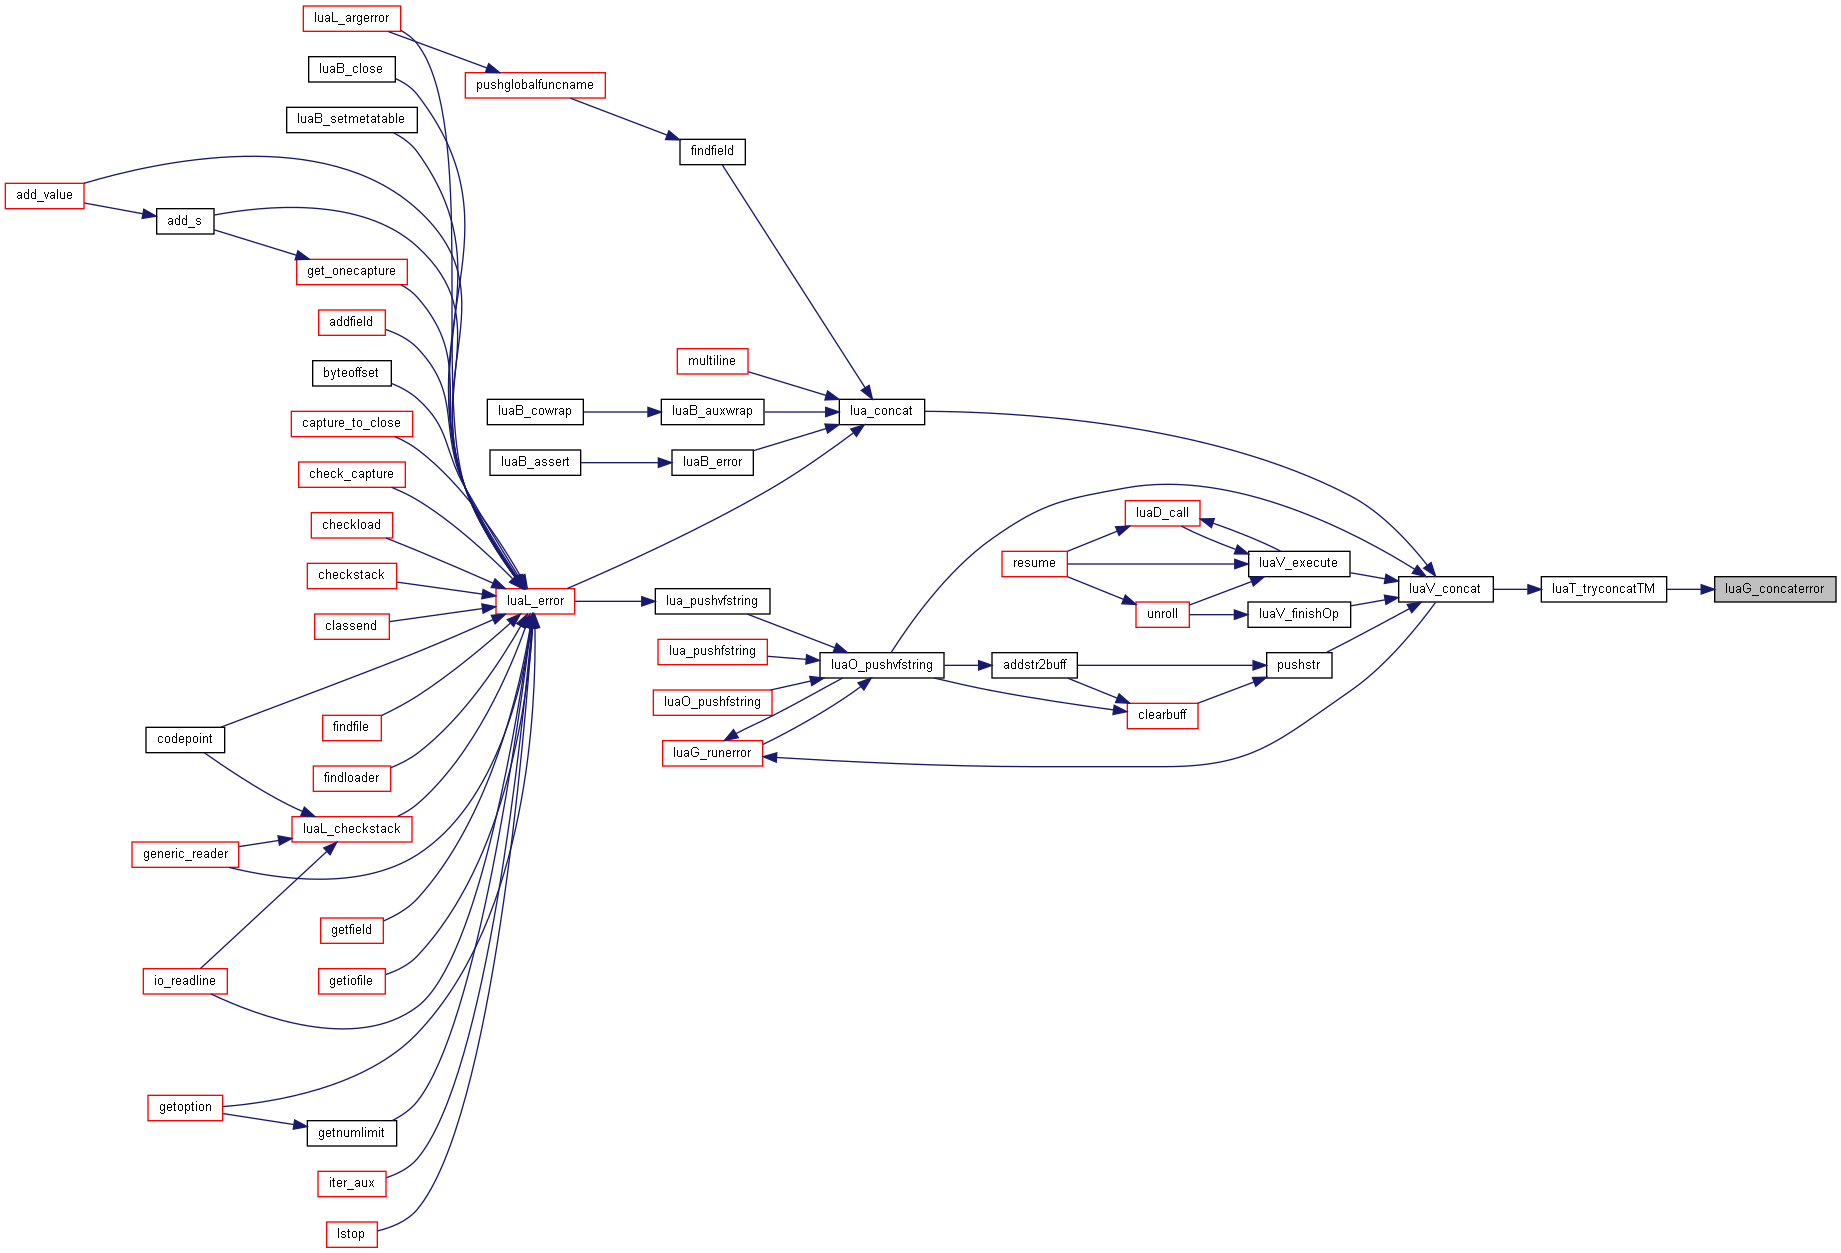 luaL_argerror
luaB_close
pushglobalfuncname
luaB_setmetatable
findfield
add_value
add_s
get_onecapture
addfield
multiline
byteoffset
luaB_cowrap
luaB_auxwrap
lua_concat
capture_to_close
luaB_assert
luaB_error
check_capture
luaD_call
checkload
resume
luaV_execute
checkstack
luaV_concat
luaT_tryconcatTM
luaG_concaterror
luaL_error
lua_pushvfstring
unroll
luaV_finishOp
classend
lua_pushfstring
luaO_pushvfstring
addstr2buff
pushstr
luaO_pushfstring
clearbuff
findfile
codepoint
luaG_runerror
findloader
luaL_checkstack
generic_reader
getfield
io_readline
getiofile
getoption
getnumlimit
iter_aux
lstop